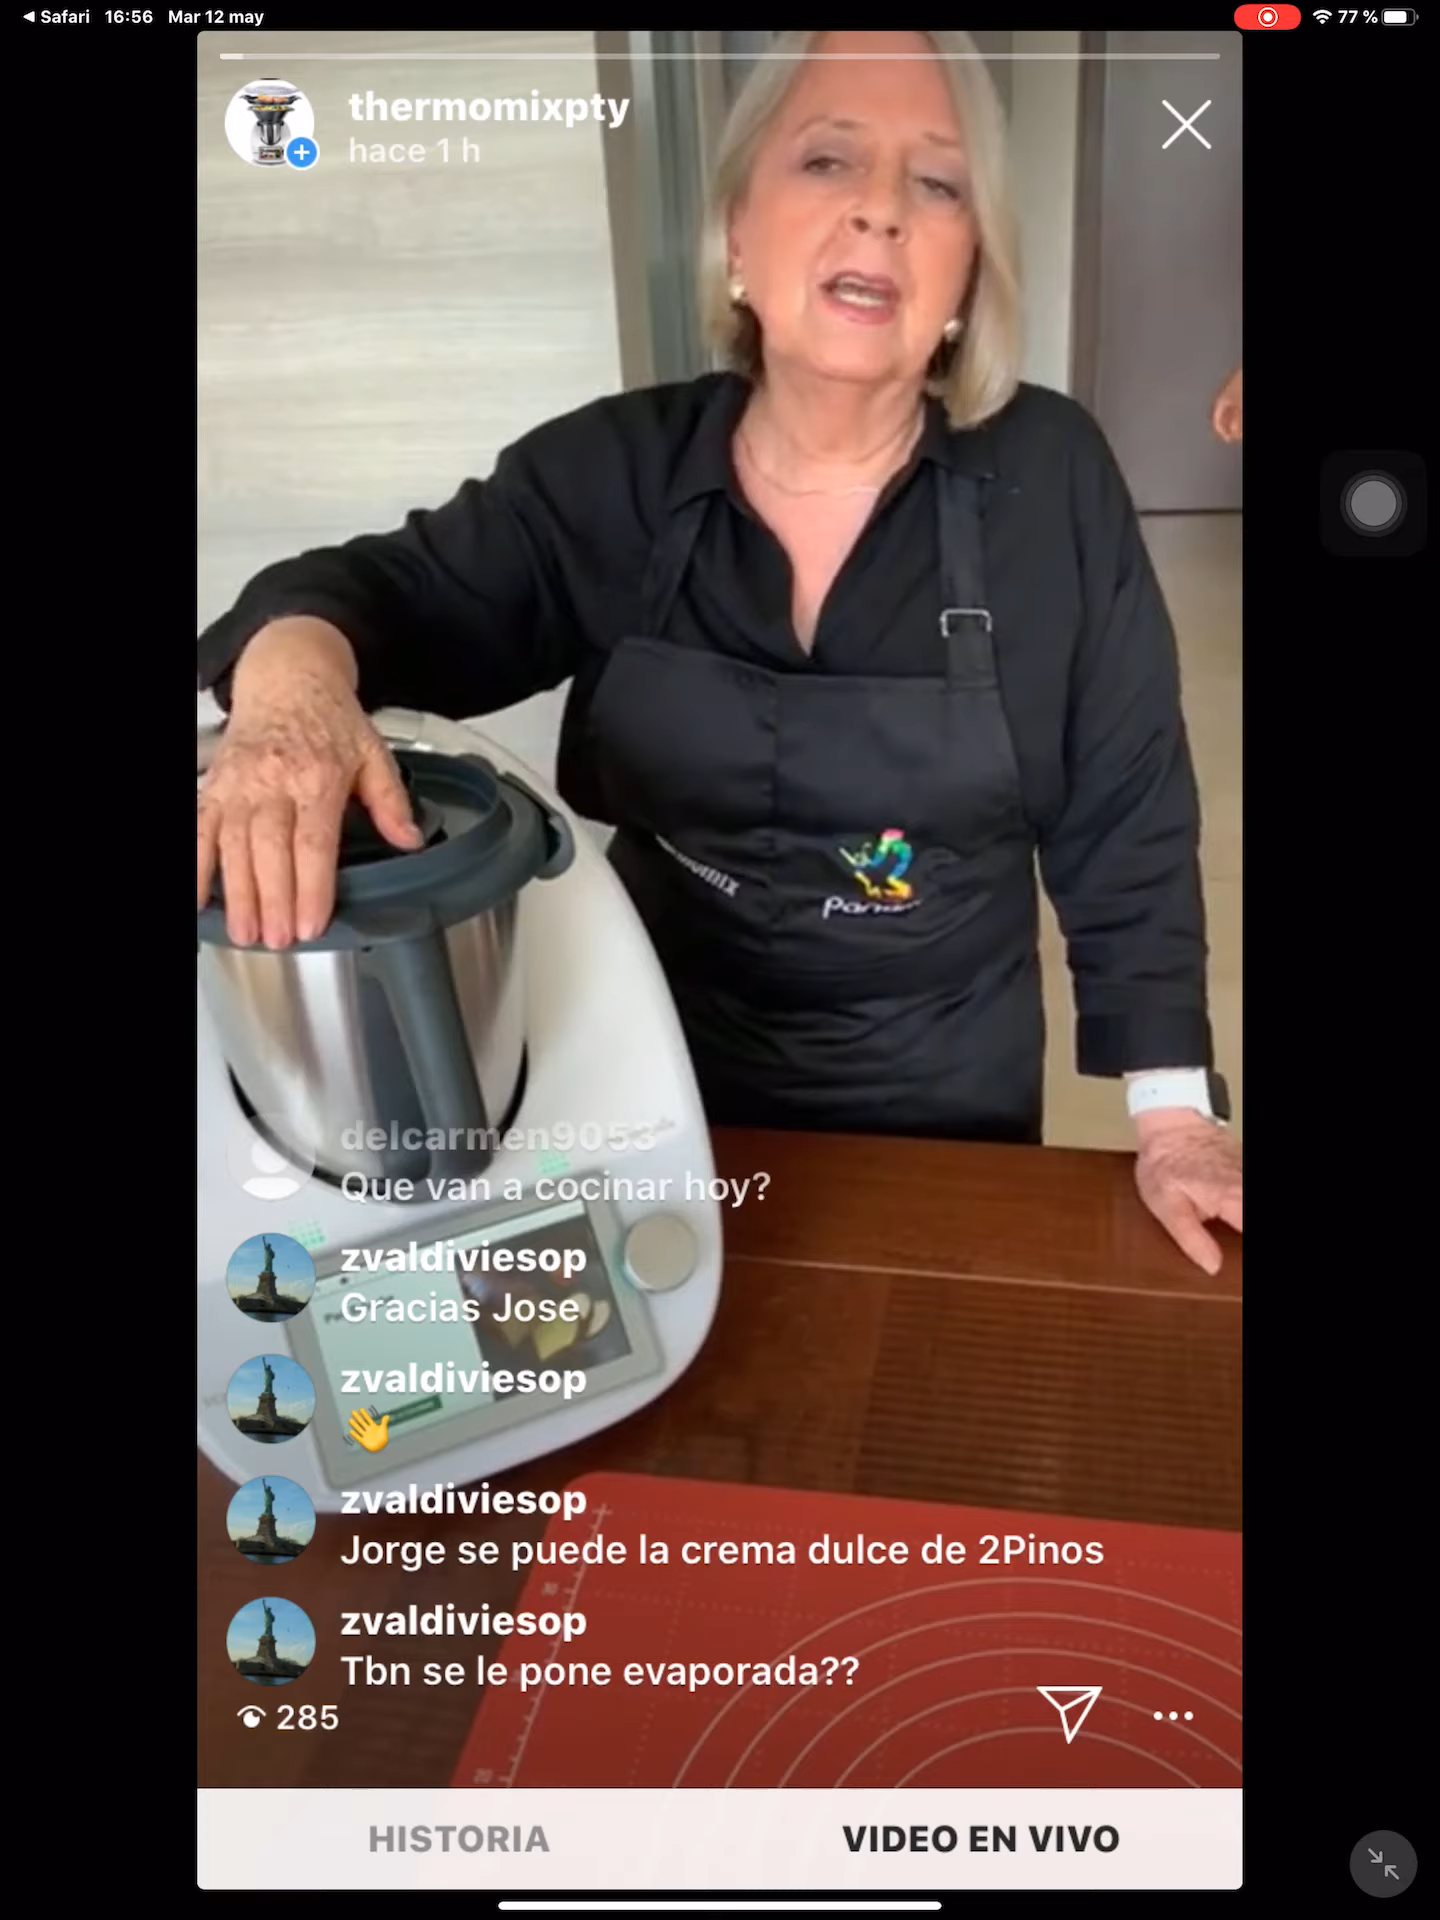 Safari 16:56 Mar 12 may
77 %
thermomixpty
hace 1 h
delcarmen9053
Que van a cocinar hoy?
zvaldiviesop
Gracias Jose
zvaldiviesop
👋
zvaldiviesop
Jorge se puede la crema dulce de 2Pinos
zvaldiviesop
Tbn se le pone evaporada??
285
HISTORIA
VIDEO EN VIVO